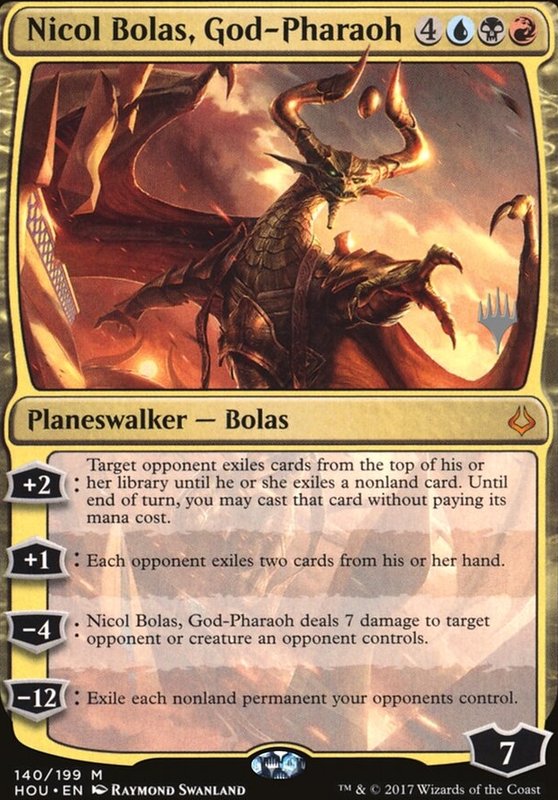 Nicol Bolas, God-Pharaoh 4
Planeswalker — Bolas
+2 : Target opponent exiles cards from the top of his or
her library until he or she exiles a nonland card. Until
end of turn, you may cast that card without paying its
mana cost.
+1 : Each opponent exiles two cards from his or her hand.
−4 : Nicol Bolas, God-Pharaoh deals 7 damage to target
opponent or creature an opponent controls.
−12 : Exile each nonland permanent your opponents control.
7
140/199 M
HOU • EN Raymond Swanland
™ & © 2017 Wizards of the Coast